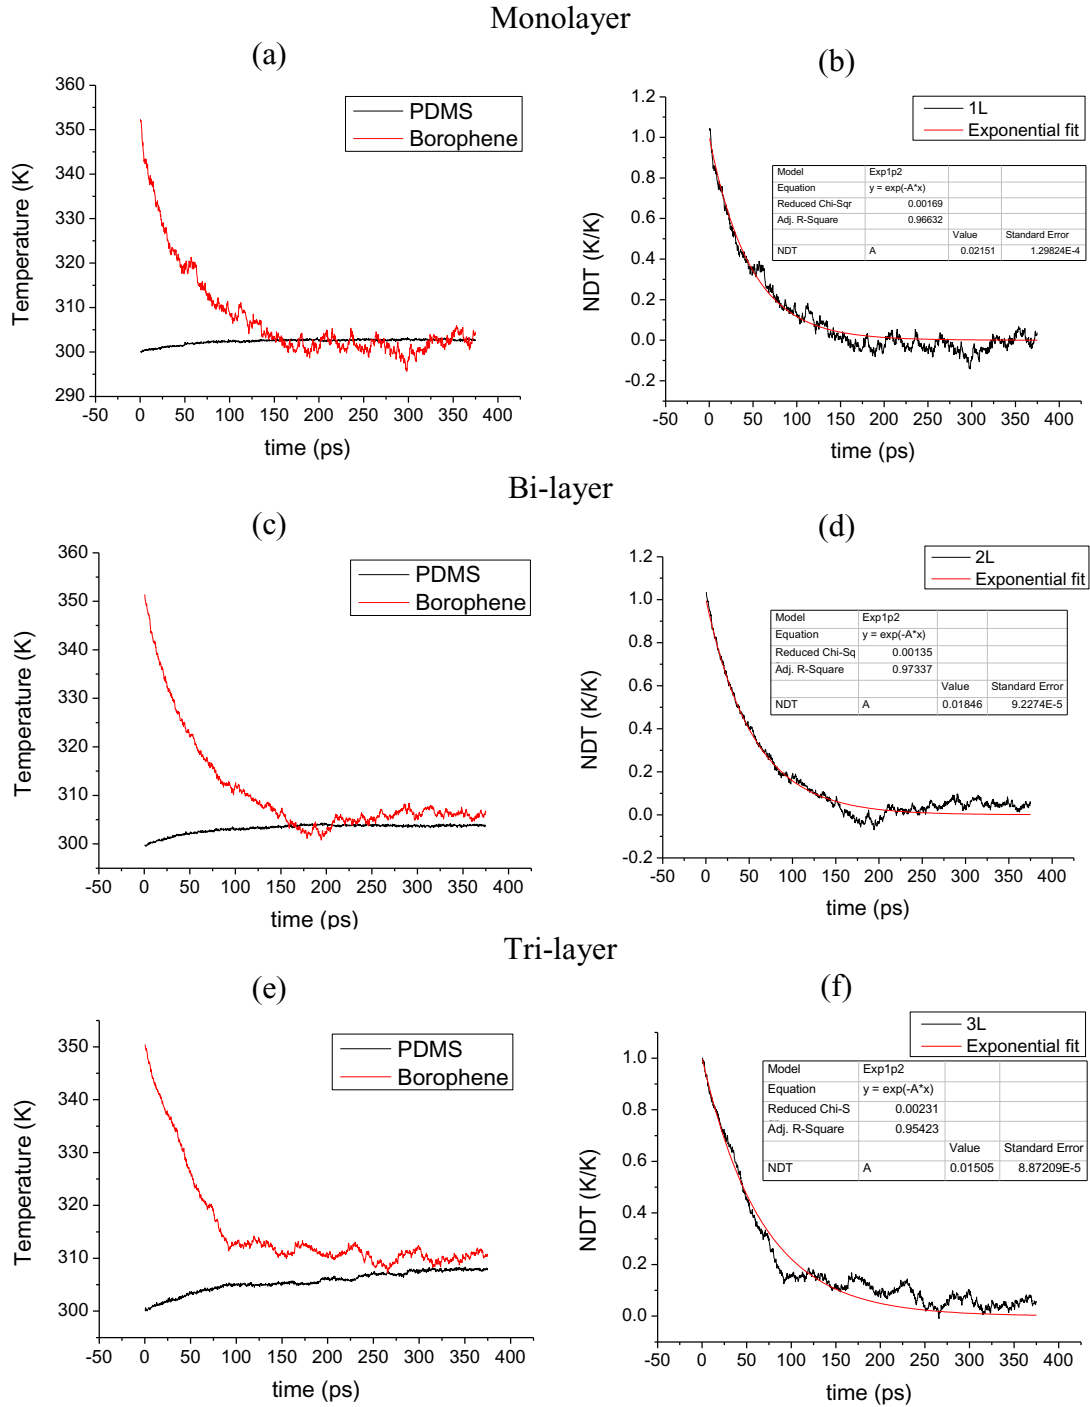 Monolayer
(a)
(b)
360
350
340
330
320
310
300
290
-50 0 50 100 150 200 250 300 350 400
Temperature (K)
time (ps)
PDMS
Borophene
1.2
1.0
0.8
0.6
0.4
0.2
0.0
-0.2
-50 0 50 100 150 200 250 300 350 400
NDT (K/K)
time (ps)
1L
Exponential fit
Model Exp1p2
Equation y = exp(-A*x)
Reduced Chi-Sqr 0.00169
Adj. R-Square 0.96632
Value Standard Error
NDT A 0.02151 1.29824E-4
Bi-layer
(c)
(d)
360
350
340
330
320
310
300
-50 0 50 100 150 200 250 300 350 400
Temperature (K)
time (ps)
PDMS
Borophene
1.2
1.0
0.8
0.6
0.4
0.2
0.0
-0.2
-50 0 50 100 150 200 250 300 350 400
NDT (K/K)
time (ps)
2L
Exponential fit
Model Exp1p2
Equation y = exp(-A*x)
Reduced Chi-Sq 0.00135
Adj. R-Square 0.97337
Value Standard Error
NDT A 0.01846 9.2274E-5
Tri-layer
(e)
(f)
350
340
330
320
310
300
-50 0 50 100 150 200 250 300 350 400
Temperature (K)
time (ps)
PDMS
Borophene
1.0
0.8
0.6
0.4
0.2
0.0
-50 0 50 100 150 200 250 300 350 400
NDT (K/K)
time (ps)
3L
Exponential fit
Model Exp1p2
Equation y = exp(-A*x)
Reduced Chi-S 0.00231
Adj. R-Square 0.95423
Value Standard Error
NDT A 0.01505 8.87209E-5